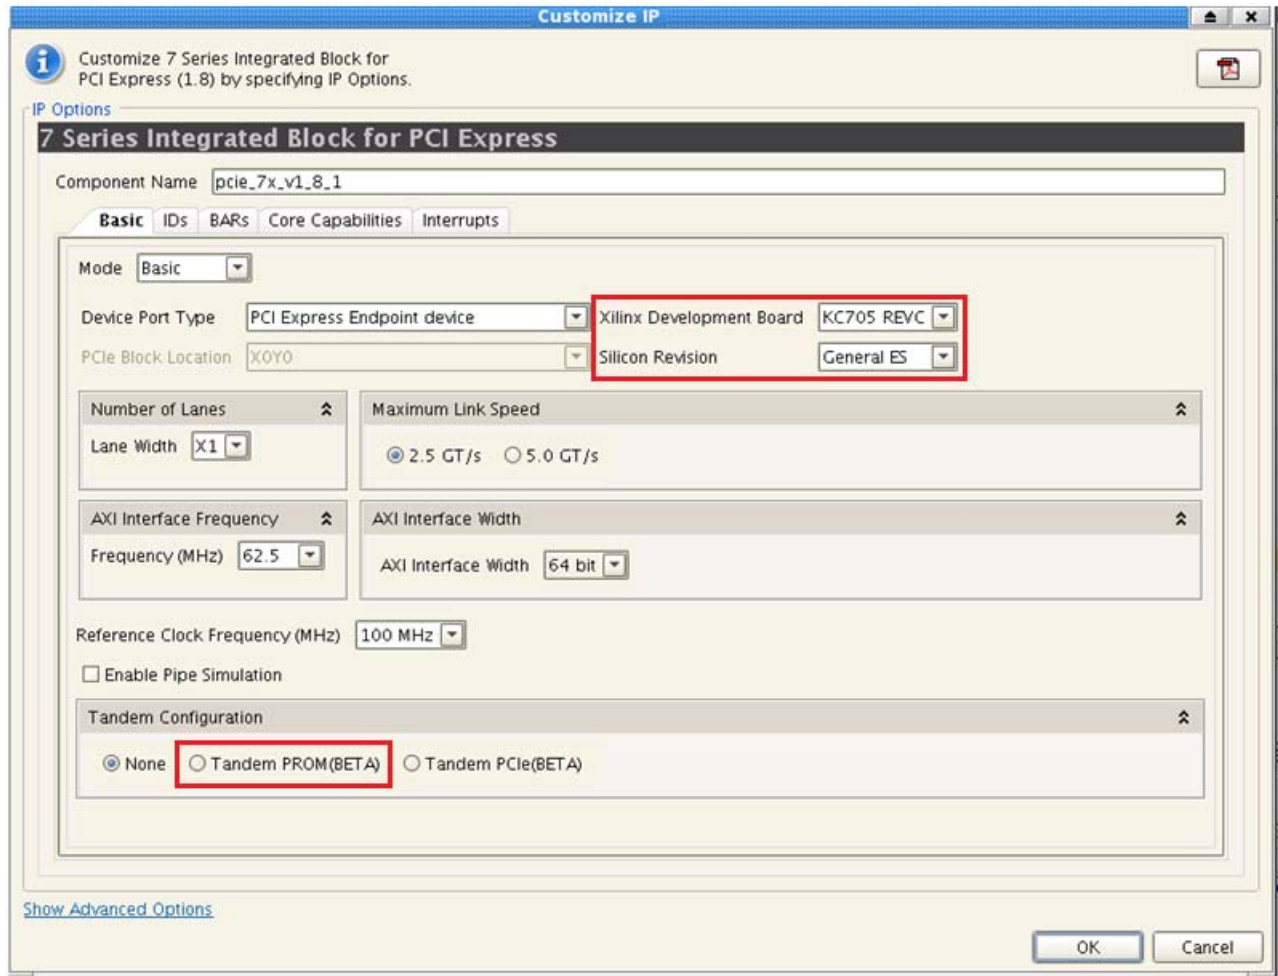 Customize IP
Customize 7 Series Integrated Block for
PCI Express (1.8) by specifying IP Options.
IP Options
7 Series Integrated Block for PCI Express
Component Name pcie_7x_v1_8_1
Basic IDs BARs Core Capabilities Interrupts
Mode Basic
Device Port Type PCI Express Endpoint device Xilinx Development Board KC705 REVC
PCIe Block Location X0Y0 Silicon Revision General ES
Number of Lanes Maximum Link Speed
Lane Width X1 2.5 GT/s 5.0 GT/s
AXI Interface Frequency AXI Interface Width
Frequency (MHz) 62.5 AXI Interface Width 64 bit
Reference Clock Frequency (MHz) 100 MHz
Enable Pipe Simulation
Tandem Configuration
None Tandem PROM(BETA) Tandem PCIe(BETA)
Show Advanced Options
OK Cancel